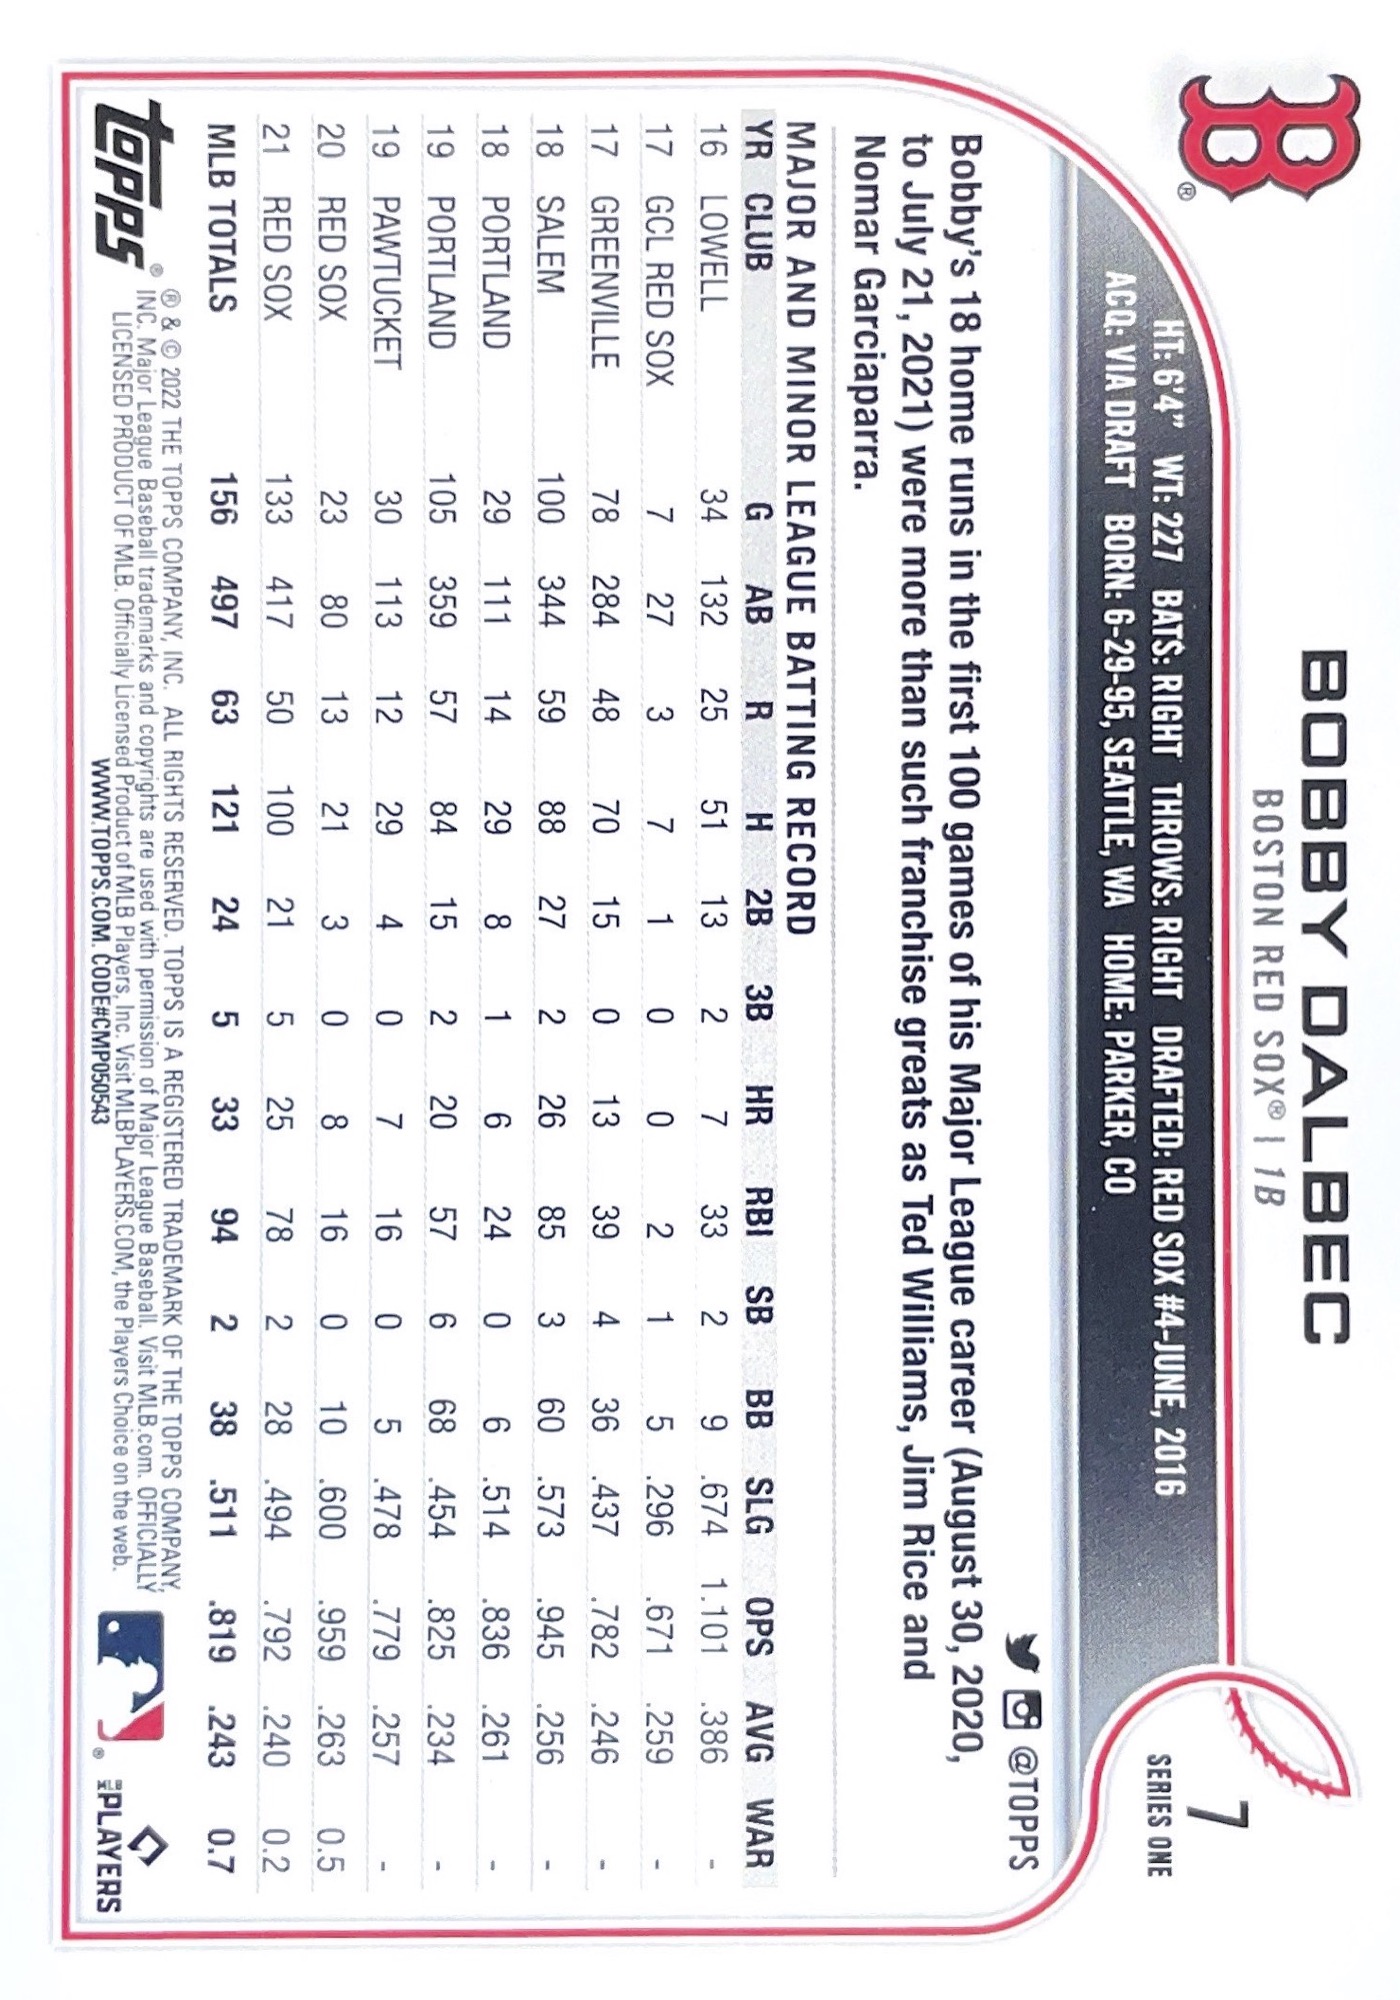 B®
BOBBY DALBEC
BOSTON RED SOX® | 1B
7
SERIES ONE
HT: 6'4" WT: 227 BATS: RIGHT THROWS: RIGHT DRAFTED: RED SOX #4-JUNE, 2016
ACQ: VIA DRAFT BORN: 6-29-95, SEATTLE, WA HOME: PARKER, CO
@TOPPS
Bobby's 18 home runs in the first 100 games of his Major League career (August 30, 2020,
to July 21, 2021) were more than such franchise greats as Ted Williams, Jim Rice and
Nomar Garciaparra.
MAJOR AND MINOR LEAGUE BATTING RECORD
YR CLUB G AB R H 2B 3B HR RBI SB BB SLG OPS AVG WAR
16 LOWELL 34 132 25 51 13 2 7 33 2 9 .674 1.101 .386 -
17 GCL RED SOX 7 27 3 7 1 0 0 2 1 5 .296 .671 .259 -
17 GREENVILLE 78 284 48 70 15 0 13 39 4 36 .437 .782 .246 -
18 SALEM 100 344 59 88 27 2 26 85 3 60 .573 .945 .256 -
18 PORTLAND 29 111 14 29 8 1 6 24 0 6 .514 .836 .261 -
19 PORTLAND 105 359 57 84 15 2 20 57 6 68 .454 .825 .234 -
19 PAWTUCKET 30 113 12 29 4 0 7 16 0 5 .478 .779 .257 -
20 RED SOX 23 80 13 21 3 0 8 16 0 10 .600 .959 .263 0.5
21 RED SOX 133 417 50 100 21 5 25 78 2 28 .494 .792 .240 0.2
MLB TOTALS 156 497 63 121 24 5 33 94 2 38 .511 .819 .243 0.7
topps®
® & © 2022 THE TOPPS COMPANY, INC. ALL RIGHTS RESERVED. TOPPS IS A REGISTERED TRADEMARK OF THE TOPPS COMPANY,
INC. Major League Baseball trademarks and copyrights are used with permission of Major League Baseball. Visit MLB.com. OFFICIALLY
LICENSED PRODUCT OF MLB. Officially Licensed Product of MLB Players, Inc. Visit MLBPLAYERS.COM, the Players Choice on the web.
WWW.TOPPS.COM. CODE#CMP050543
®
MLB PLAYERS